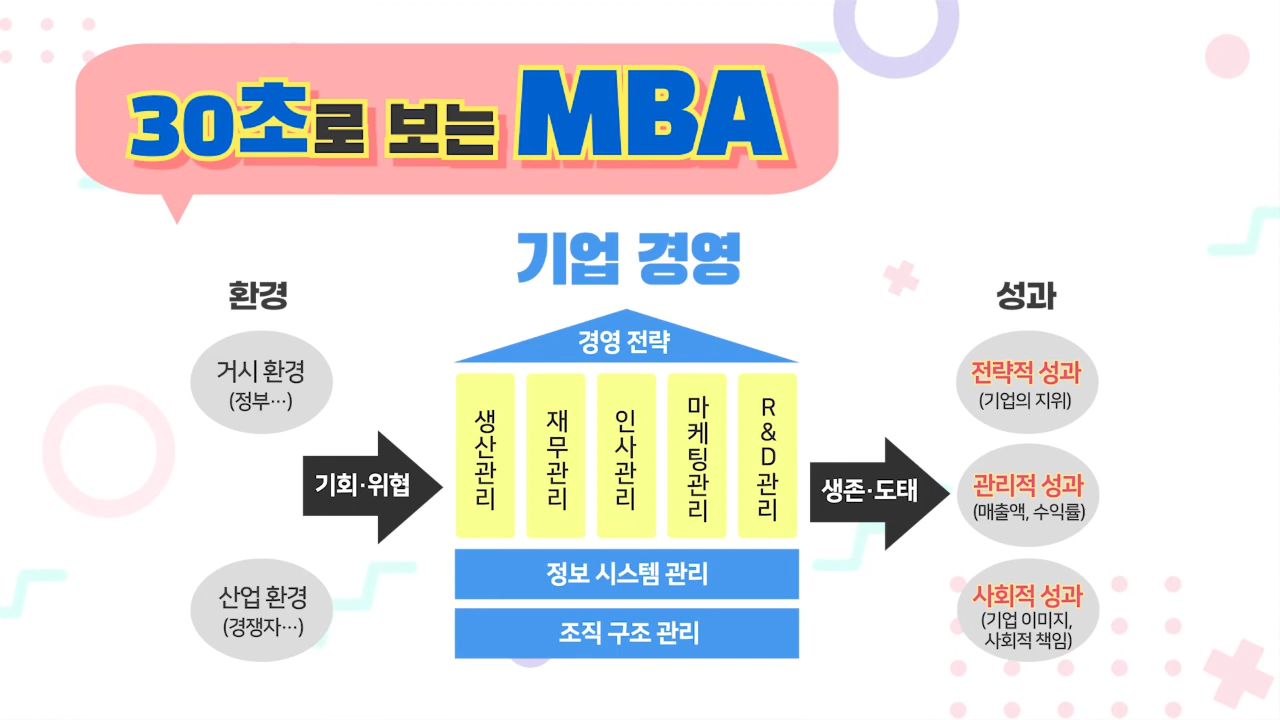 30초로 보는 MBA
기업 경영
환경
거시 환경
(정부…)
산업 환경
(경쟁자…)
기회·위협
경영 전략
생산관리
재무관리
인사관리
마케팅관리
R&D관리
정보 시스템 관리
조직 구조 관리
생존·도태
성과
전략적 성과
(기업의 지위)
관리적 성과
(매출액, 수익률)
사회적 성과
(기업 이미지,
사회적 책임)